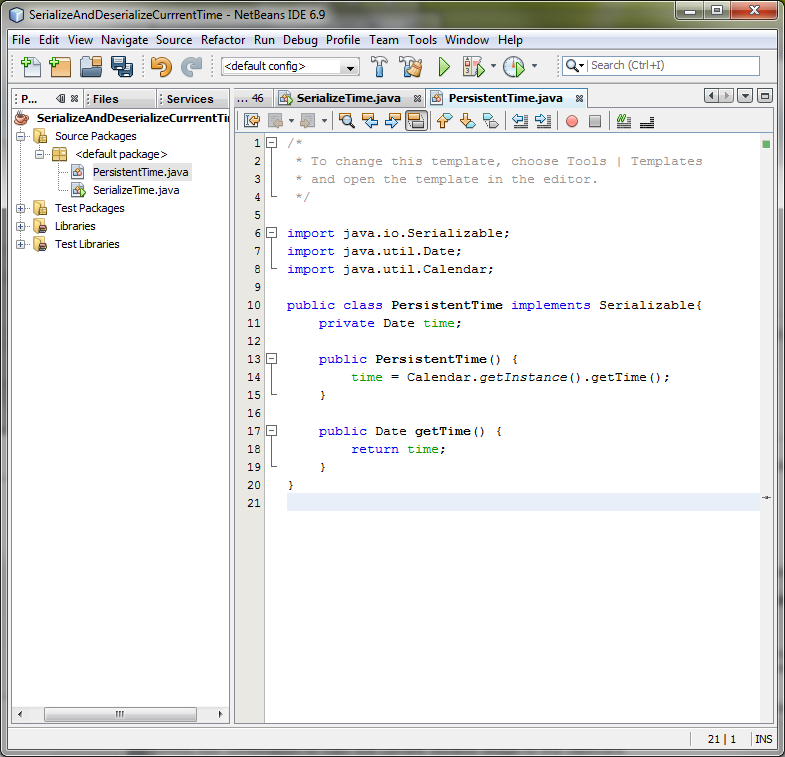 SerializeAndDeserializeCurrrentTime - NetBeans IDE 6.9
File Edit View Navigate Source Refactor Run Debug Profile Team Tools Window Help
<default config>
Search (Ctrl+I)
P... Files Services
... 46 SerializeTime.java PersistentTime.java
SerializeAndDeserializeCurrrentTi
Source Packages
<default package>
PersistentTime.java
SerializeTime.java
Test Packages
Libraries
Test Libraries
1 /*
2 * To change this template, choose Tools | Templates
3 * and open the template in the editor.
4 */
5
6 import java.io.Serializable;
7 import java.util.Date;
8 import java.util.Calendar;
9
10 public class PersistentTime implements Serializable{
11 private Date time;
12
13 public PersistentTime() {
14 time = Calendar.getInstance().getTime();
15 }
16
17 public Date getTime() {
18 return time;
19 }
20 }
21
21 | 1 INS